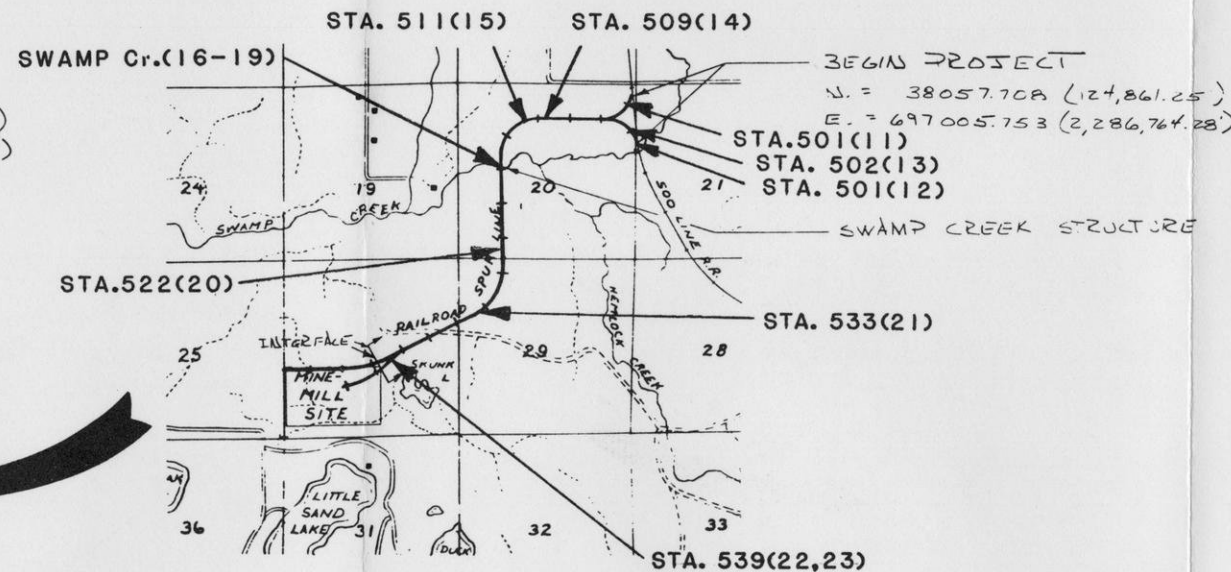 STA. 511(15) STA. 509(14)
SWAMP Cr.(16-19)
BEGIN PROJECT
N. = 38057.708 (124,861.25')
E. = 697005.753 (2,286,764.28')
STA.501(11)
STA. 502(13)
STA. 501(12)
24 19 20 21
SWAMP CREEK
SOO LINE R.R.
SWAMP CREEK STRUCTURE
SPUR LINE
STA.522(20)
RAILROAD
HEMLOCK CREEK
STA. 533(21)
INTERFACE
25 29 28
SKUNK L
MINE-
MILL
SITE
LITTLE
SAND
LAKE
36 31 32 33
DUCK
STA. 539(22,23)